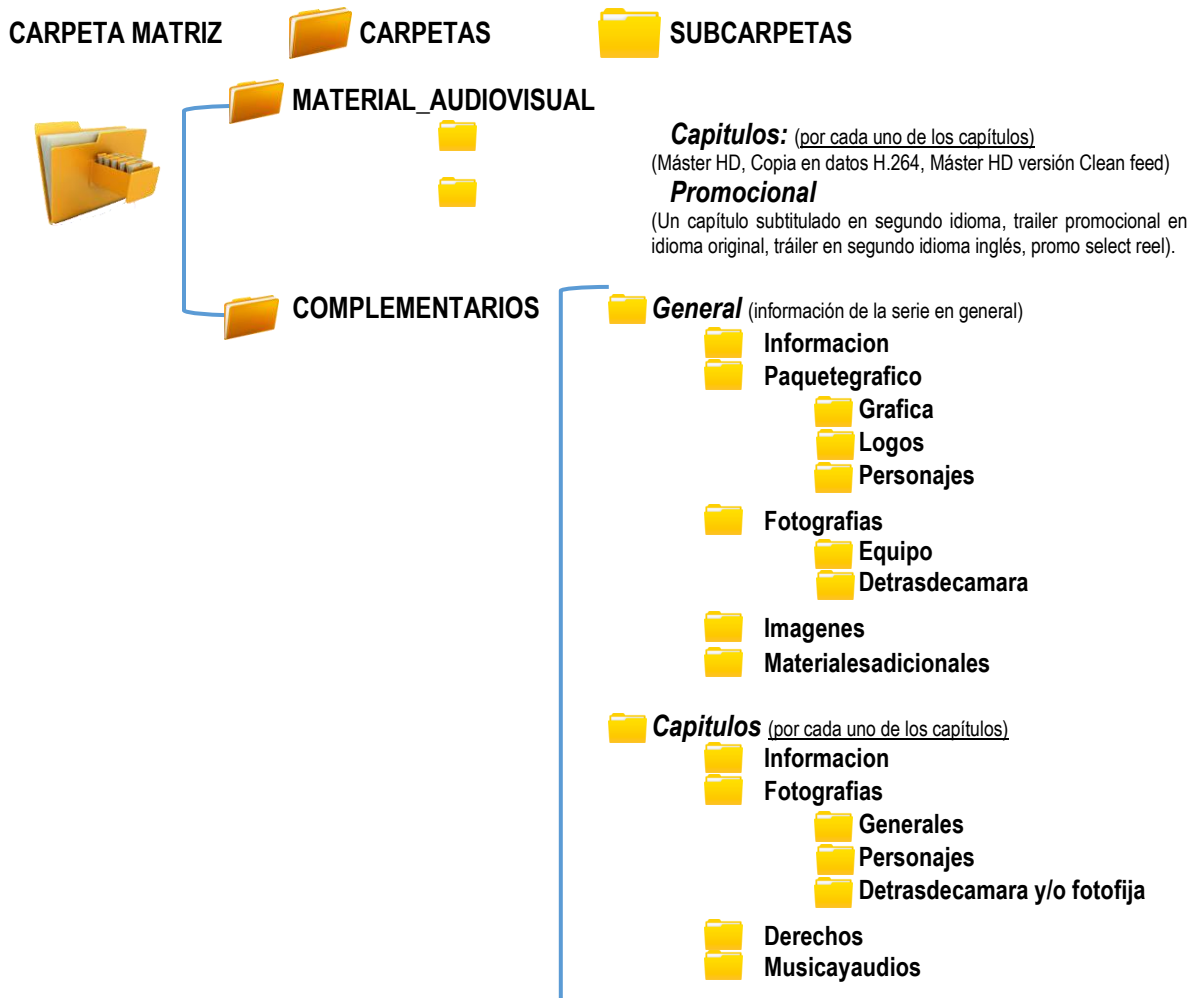 CARPETA MATRIZ CARPETAS SUBCARPETAS
MATERIAL_AUDIOVISUAL
Capitulos: (por cada uno de los capítulos)
(Máster HD, Copia en datos H.264, Máster HD versión Clean feed)
Promocional
(Un capítulo subtitulado en segundo idioma, trailer promocional en
idioma original, tráiler en segundo idioma inglés, promo select reel).
COMPLEMENTARIOS
General (información de la serie en general)
Informacion
Paquetegrafico
Grafica
Logos
Personajes
Fotografias
Equipo
Detrasdecamara
Imagenes
Materialesadicionales
Capitulos (por cada uno de los capítulos)
Informacion
Fotografias
Generales
Personajes
Detrasdecamara y/o fotofija
Derechos
Musicayaudios